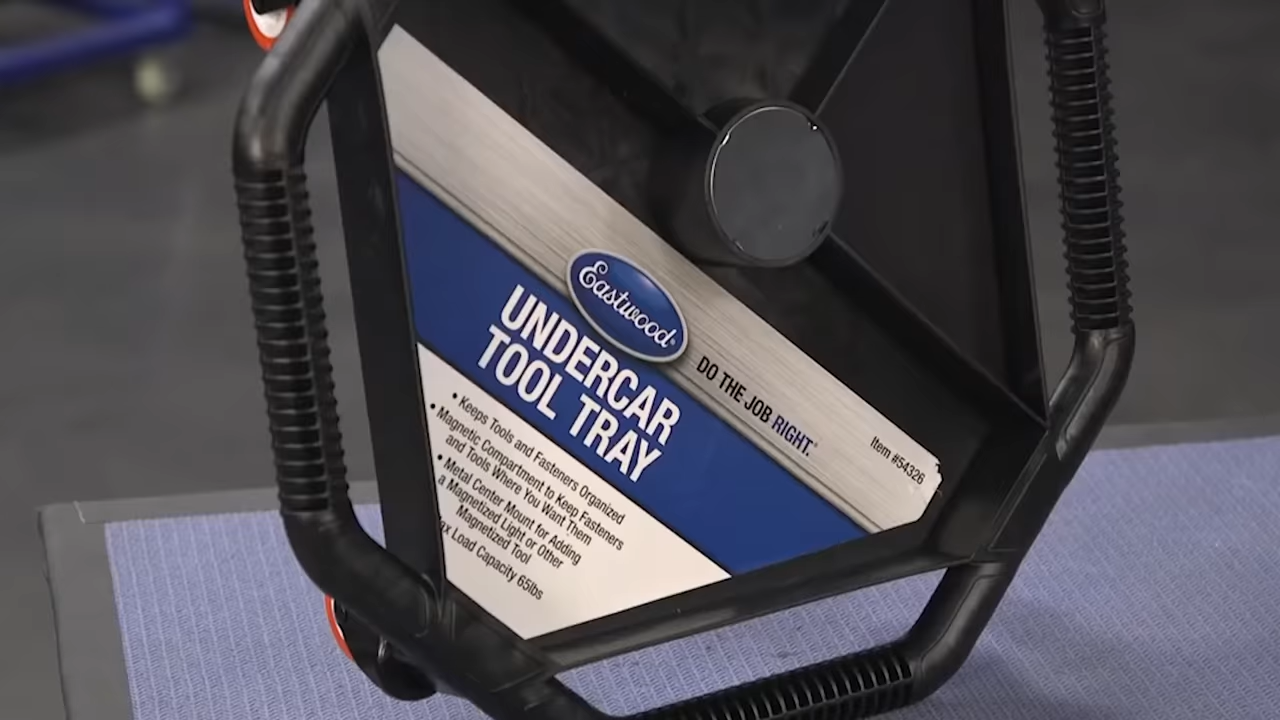 Eastwood®
UNDERCAR
TOOL TRAY
DO THE JOB RIGHT.®
Item #54326
• Keeps Tools and Fasteners Organized
• Magnetic Compartment to Keep Fasteners
and Tools Where You Want Them
• Metal Center Mount for Adding
a Magnetized Light or Other
Magnetized Tool
Load Capacity 65lbs